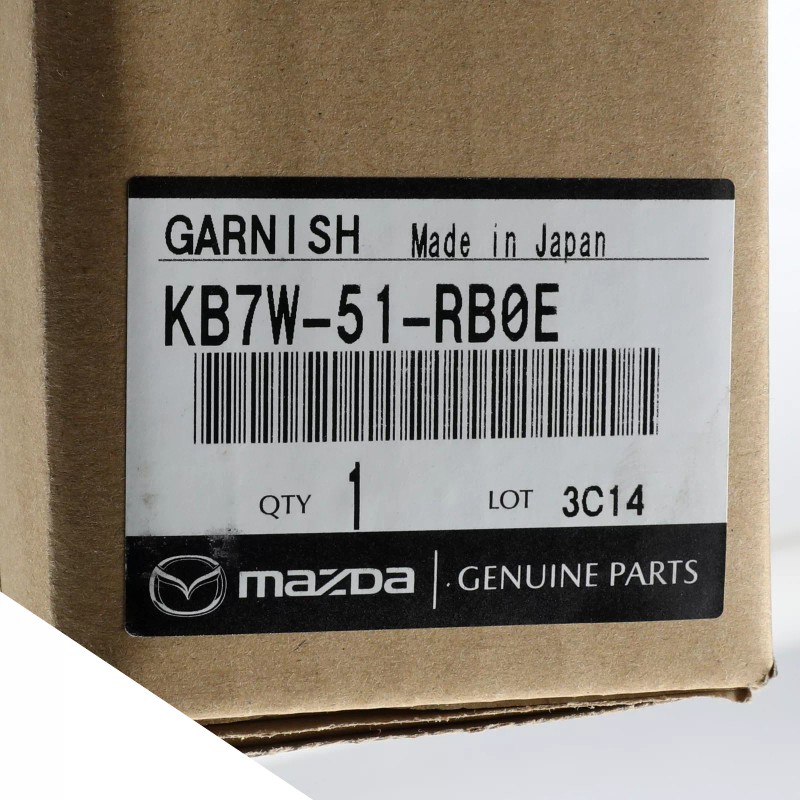 GARNISH Made in Japan
KB7W-51-RB0E
QTY 1 LOT 3C14
mazda GENUINE PARTS